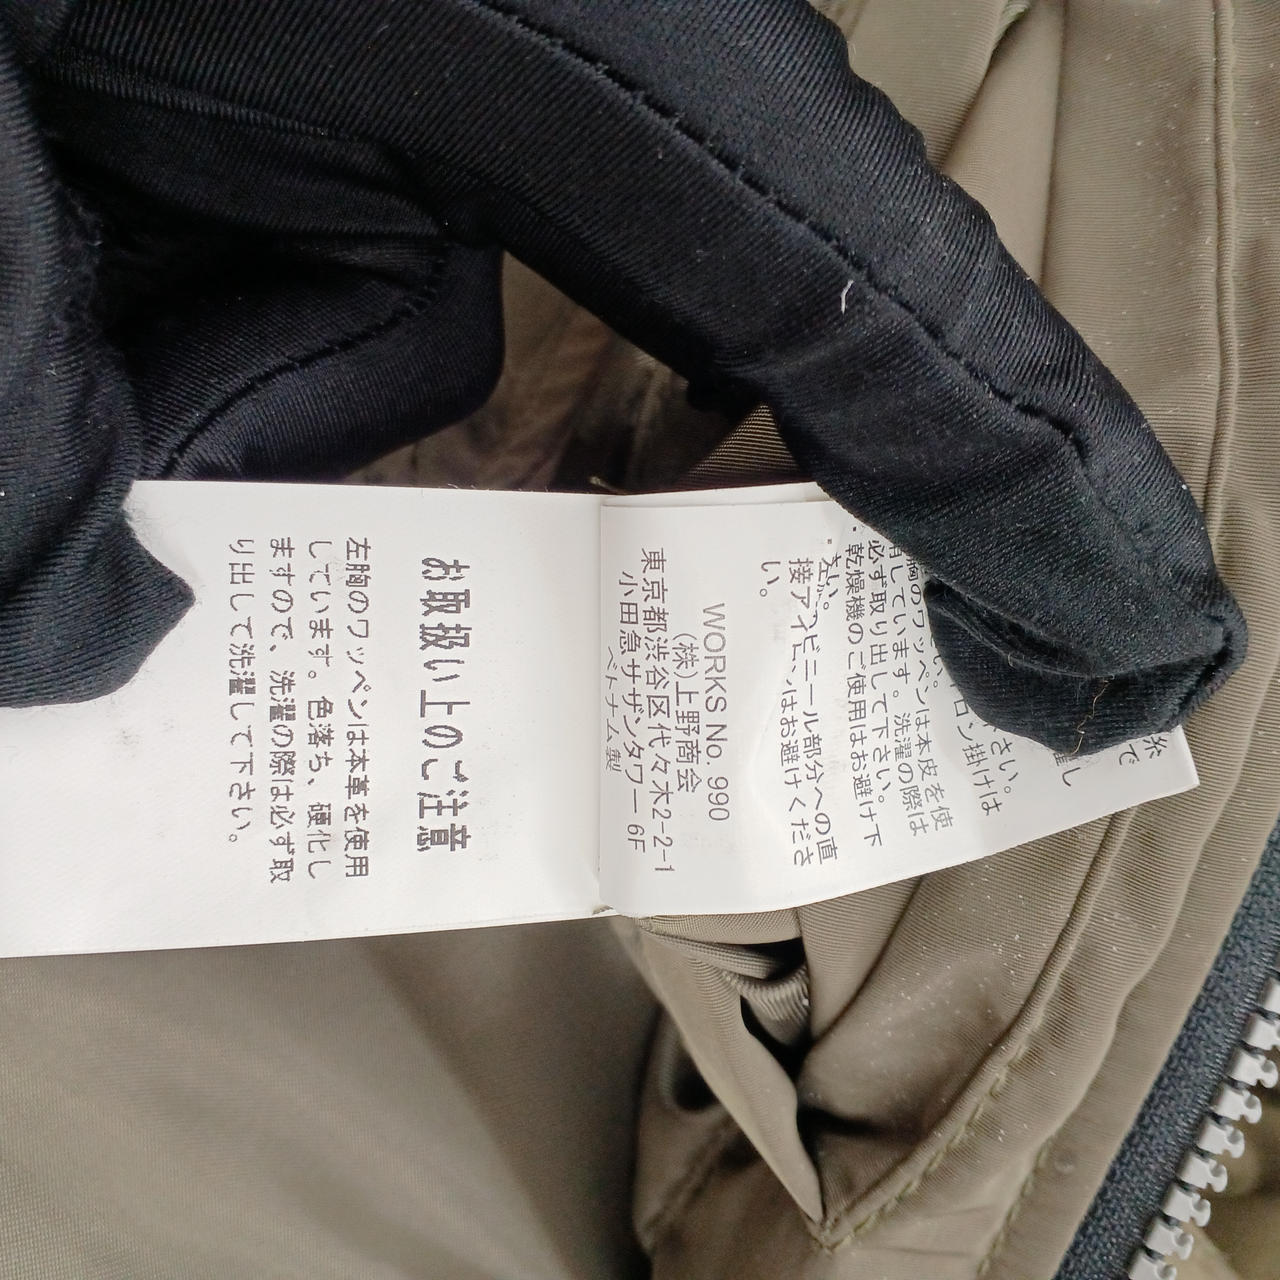 お取扱い上のご注意
左胸のワッペンは本革を使用
しています。色落ち、硬化し
ますので、洗濯の際は必ず取
り出して洗濯して下さい。
ロン掛けは
さい。
左胸のワッペンは本皮を使
用しています。洗濯の際は
必ず取り出して下さい。
・乾燥機のご使用はお避け下
さい。
・ビニール部分への直
接アイ はお避けくださ
い。
WORKS No. 990
(株)上野商会
東京都渋谷区代々木2-2-1
小田急サザンタワー 6F
ベトナム製